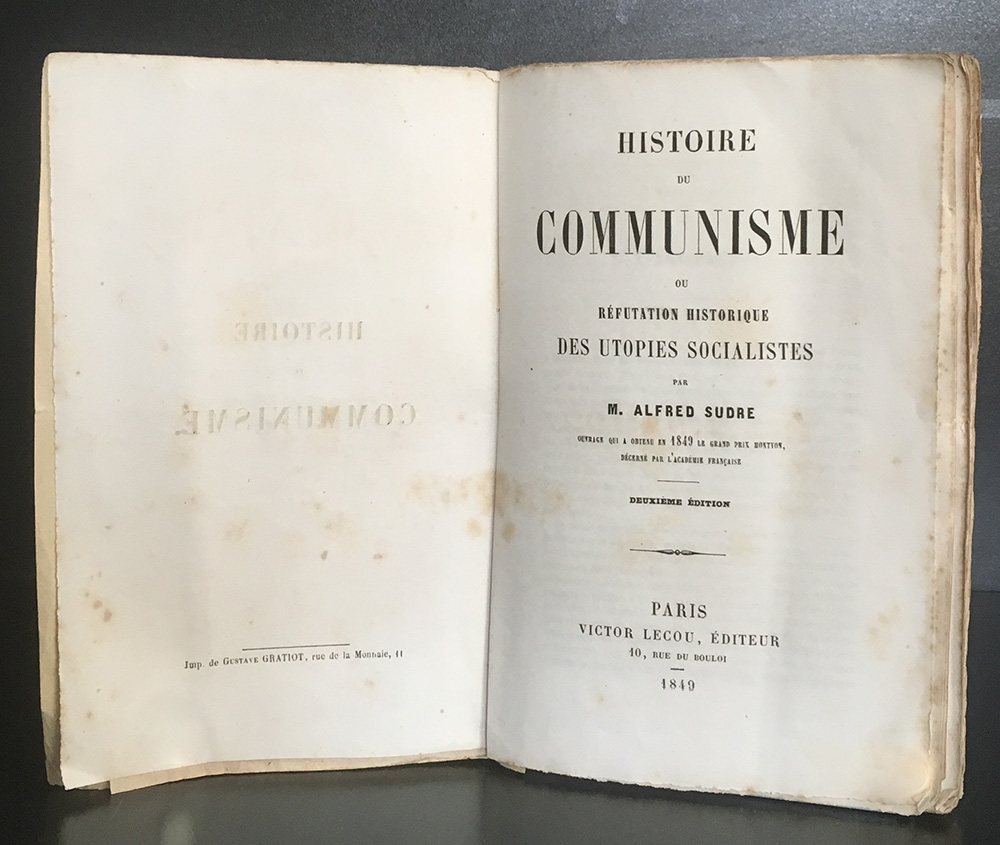 HISTOIRE
COMMUNISME.
Imp. de GUSTAVE GRATIOT, rue de la Monnaie, 11
HISTOIRE
DU
COMMUNISME
OU
RÉFUTATION HISTORIQUE
DES UTOPIES SOCIALISTES
PAR
M. ALFRED SUDRE
OUVRAGE QUI A OBTENU EN 1849 LE GRAND PRIX MONTYON,
DÉCERNÉ PAR L'ACADÉMIE FRANÇAISE
DEUXIÈME ÉDITION
PARIS
VICTOR LECOU, ÉDITEUR
10, RUE DU BOULOI
1849